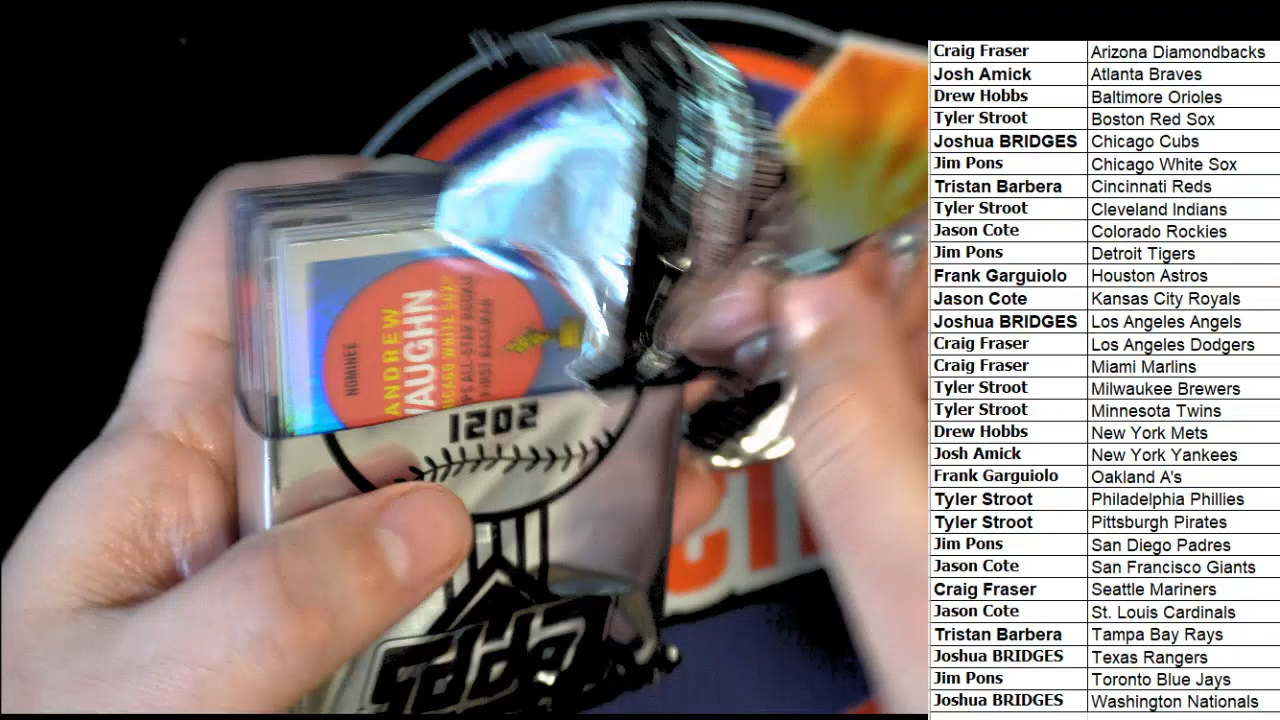 NOMINEE
ANDREW
VAUGHN
CHICAGO WHITE SOX
FIRST BASEMAN
1202
Topps
Craig Fraser Arizona Diamondbacks
Josh Amick Atlanta Braves
Drew Hobbs Baltimore Orioles
Tyler Stroot Boston Red Sox
Joshua BRIDGES Chicago Cubs
Jim Pons Chicago White Sox
Tristan Barbera Cincinnati Reds
Tyler Stroot Cleveland Indians
Jason Cote Colorado Rockies
Jim Pons Detroit Tigers
Frank Garguiolo Houston Astros
Jason Cote Kansas City Royals
Joshua BRIDGES Los Angeles Angels
Craig Fraser Los Angeles Dodgers
Craig Fraser Miami Marlins
Tyler Stroot Milwaukee Brewers
Tyler Stroot Minnesota Twins
Drew Hobbs New York Mets
Josh Amick New York Yankees
Frank Garguiolo Oakland A's
Tyler Stroot Philadelphia Phillies
Tyler Stroot Pittsburgh Pirates
Jim Pons San Diego Padres
Jason Cote San Francisco Giants
Craig Fraser Seattle Mariners
Jason Cote St. Louis Cardinals
Tristan Barbera Tampa Bay Rays
Joshua BRIDGES Texas Rangers
Jim Pons Toronto Blue Jays
Joshua BRIDGES Washington Nationals